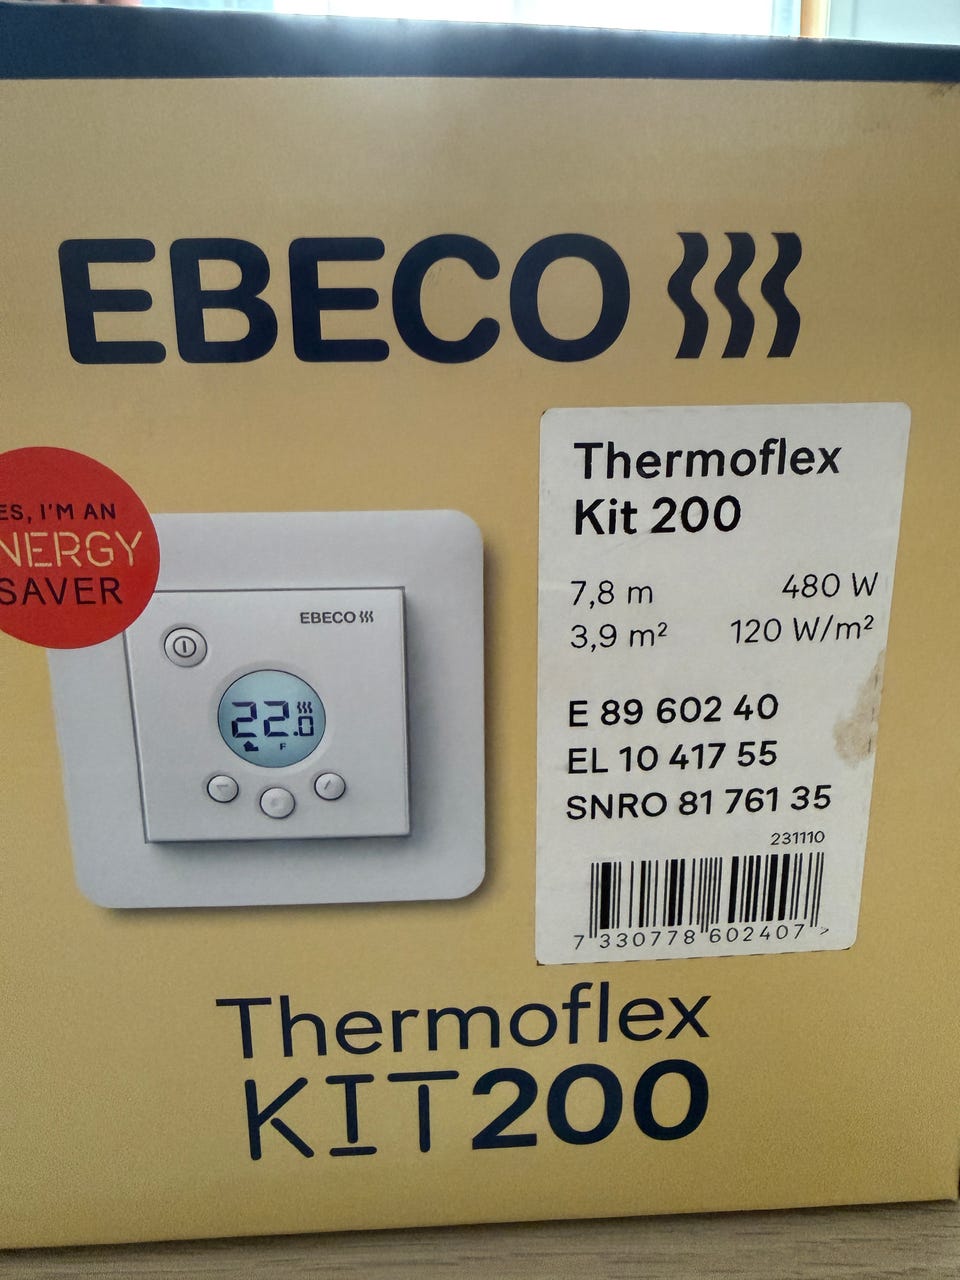 EBECO
ES, I'M AN
NERGY
SAVER
EBECO
22.0
F
Thermoflex
Kit 200
7,8 m 480 W
3,9 m² 120 W/m²
E 89 602 40
EL 10 417 55
SNRO 81 761 35
231110
7 330778 602407 >
Thermoflex
KIT200